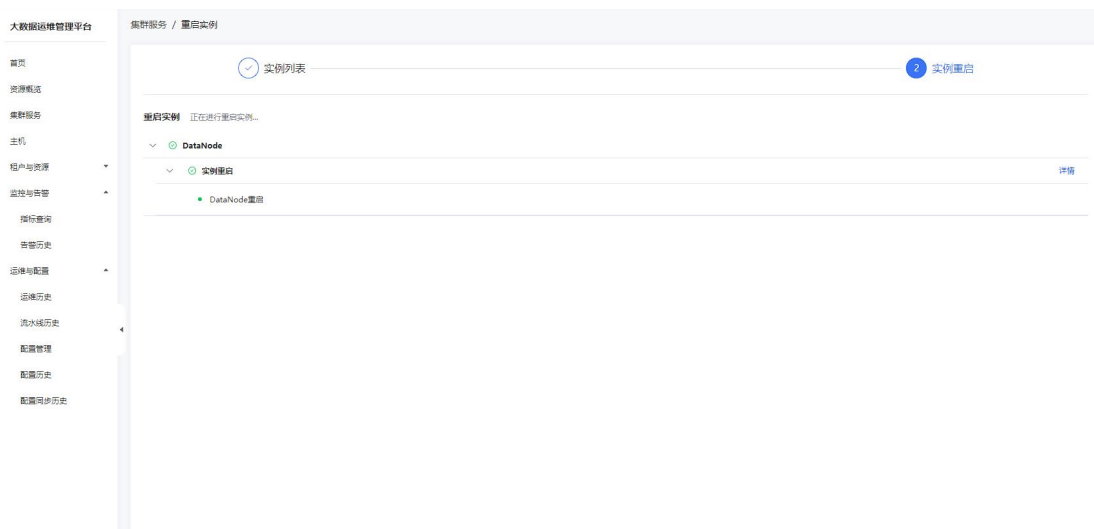 大数据运维管理平台
集群服务 / 重启实例
首页
资源概览
集群服务
主机
租户与资源
监控与告警
指标查询
告警历史
运维与配置
运维历史
流水线历史
配置管理
配置历史
配置同步历史
实例列表
2 实例重启
重启实例 正在进行重启实例...
DataNode
实例重启 详情
DataNode重启